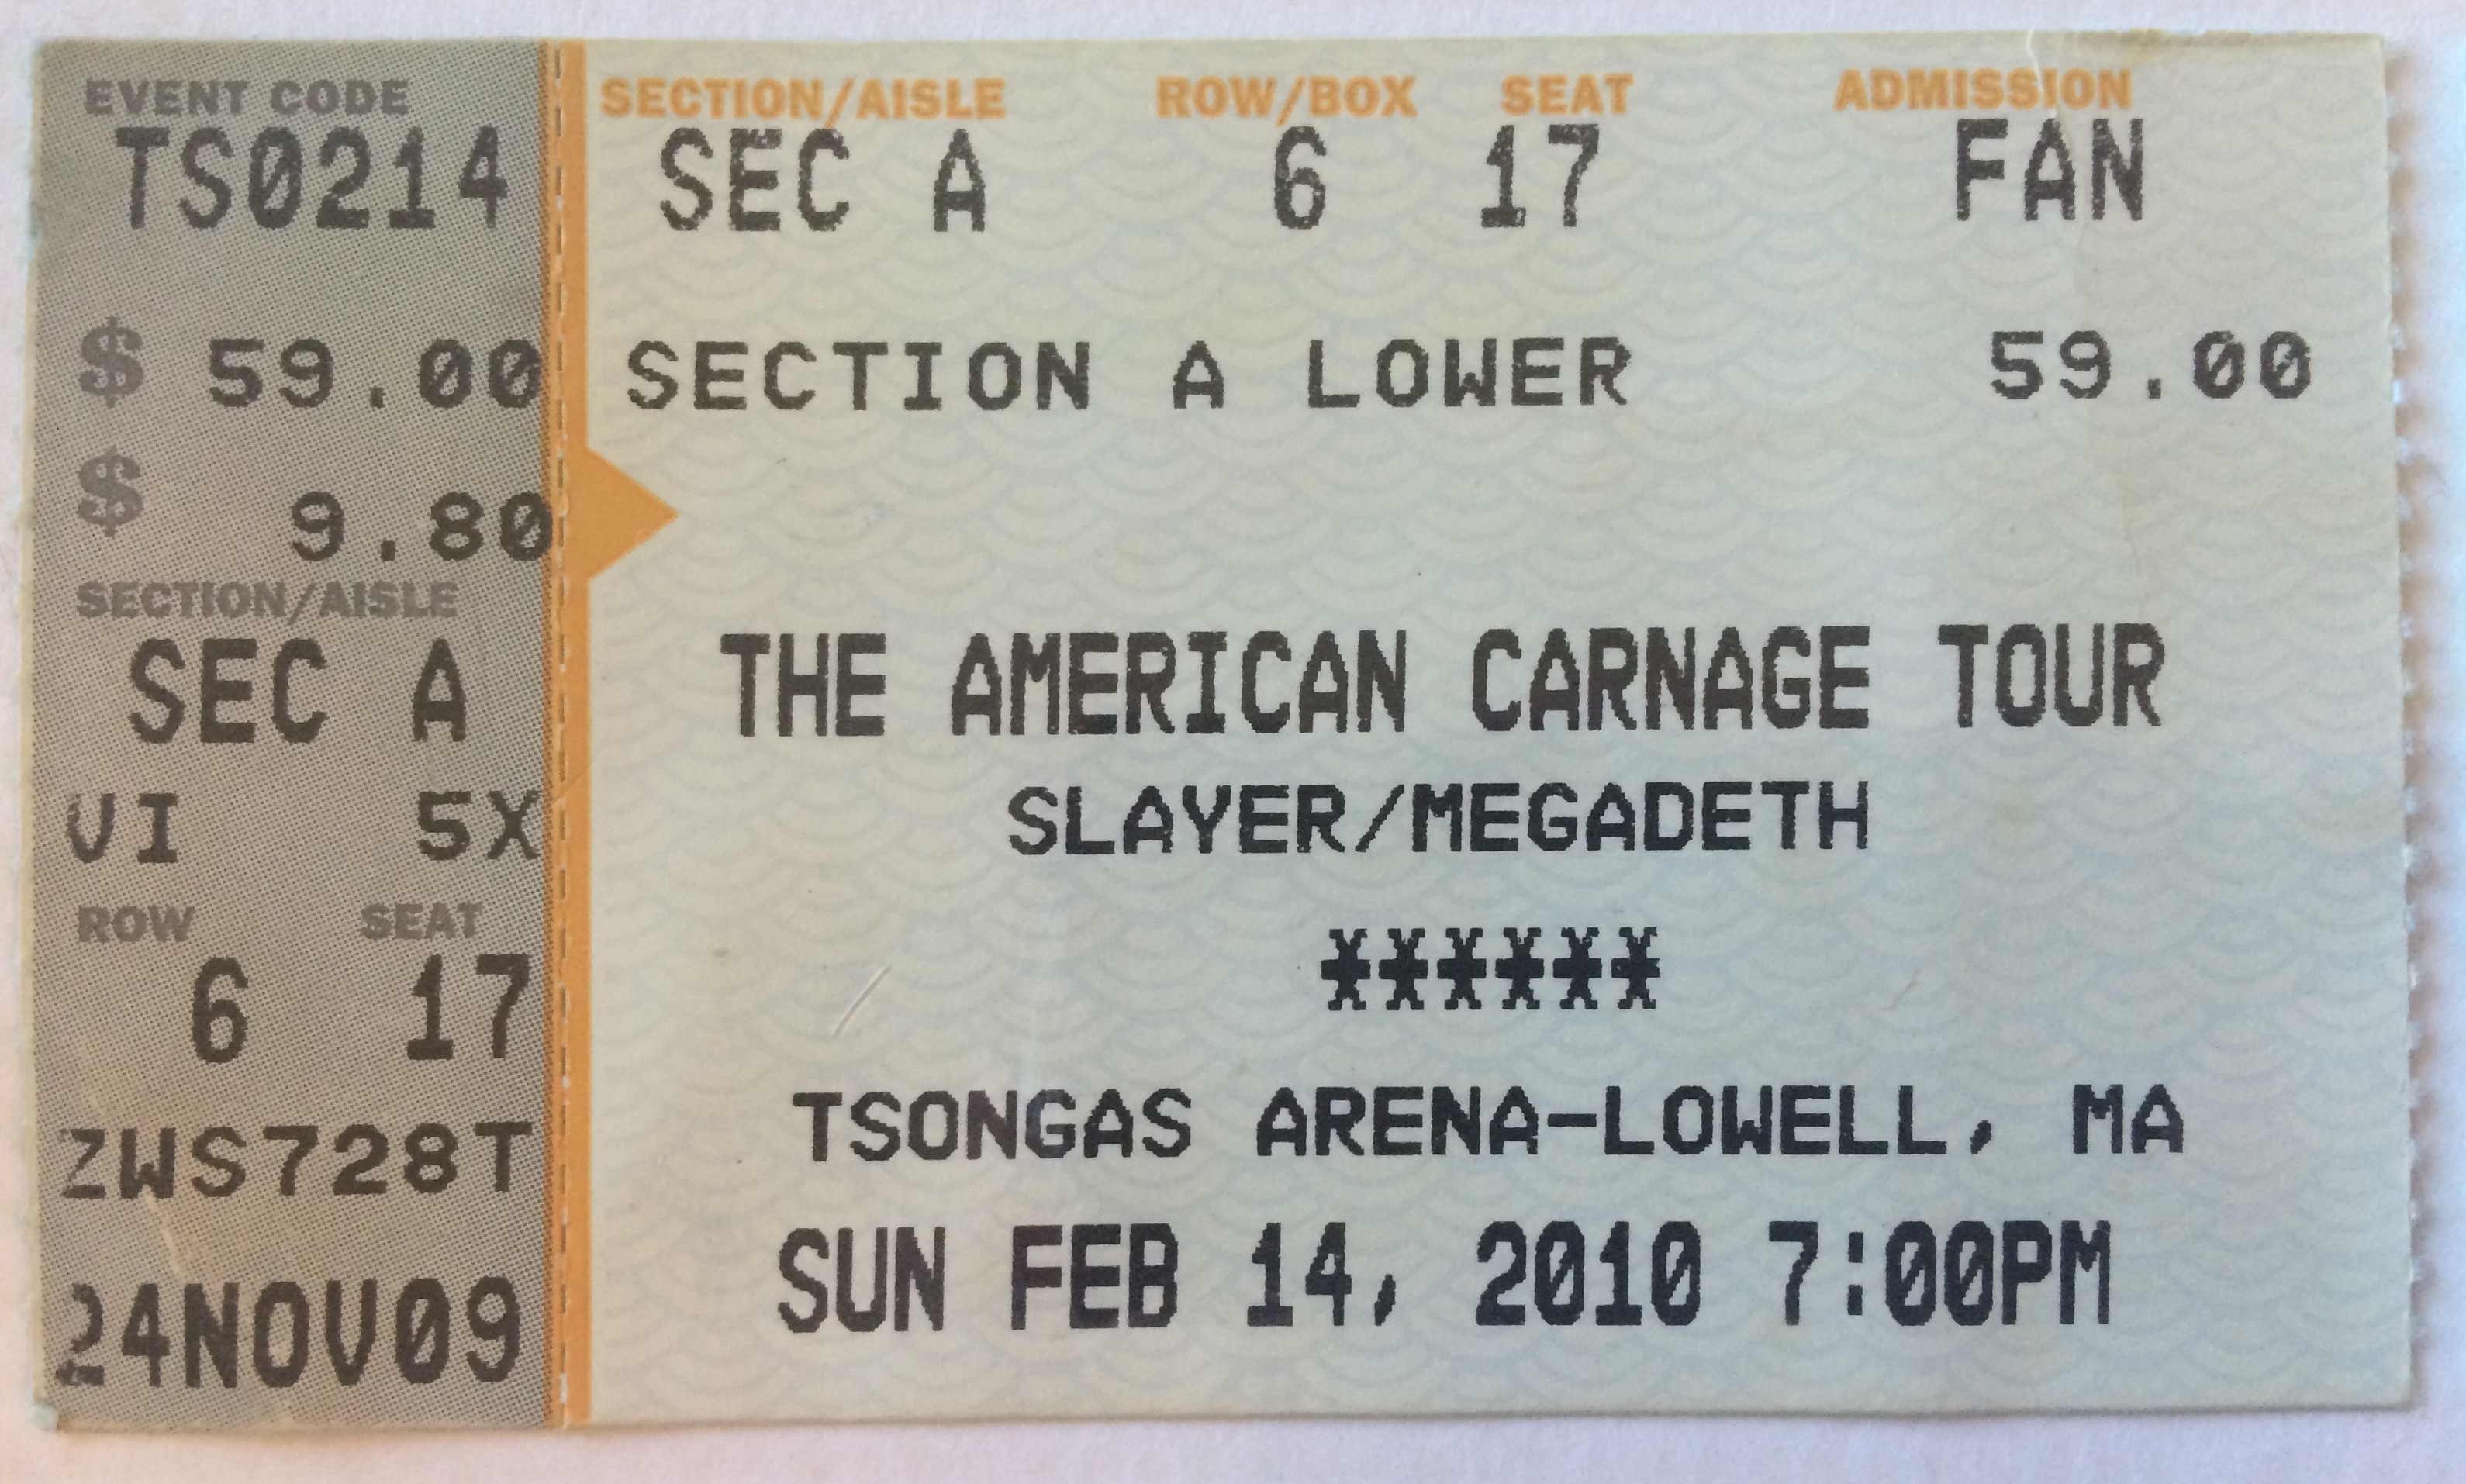 EVENT CODE
TS0214
$ 59.00
$ 9.80
SECTION/AISLE
SEC A
VI 5X
ROW SEAT
6 17
ZWS728T
24NOV09
SECTION/AISLE ROW/BOX SEAT ADMISSION
SEC A 6 17 FAN
SECTION A LOWER 59.00
THE AMERICAN CARNAGE TOUR
SLAYER/MEGADETH
******
TSONGAS ARENA-LOWELL, MA
SUN FEB 14, 2010 7:00PM